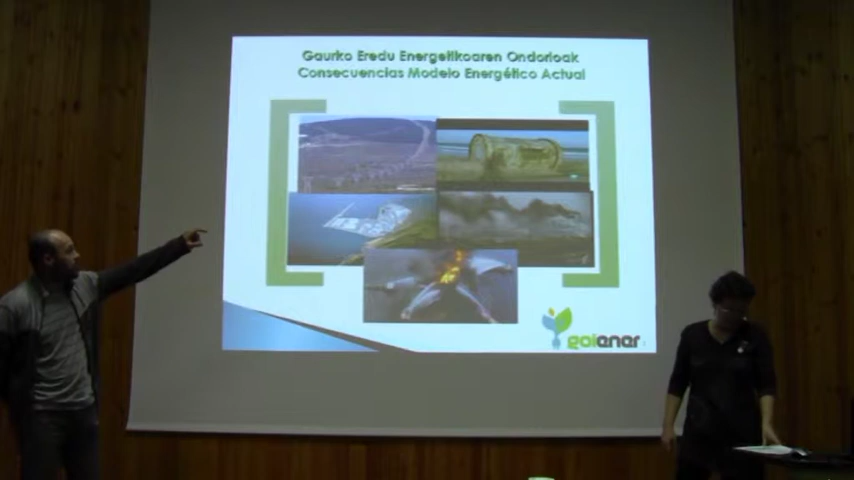 Gaurko Eredu Energetikoaren Ondorioak
Consecuencias Modelo Energético Actual
goiener